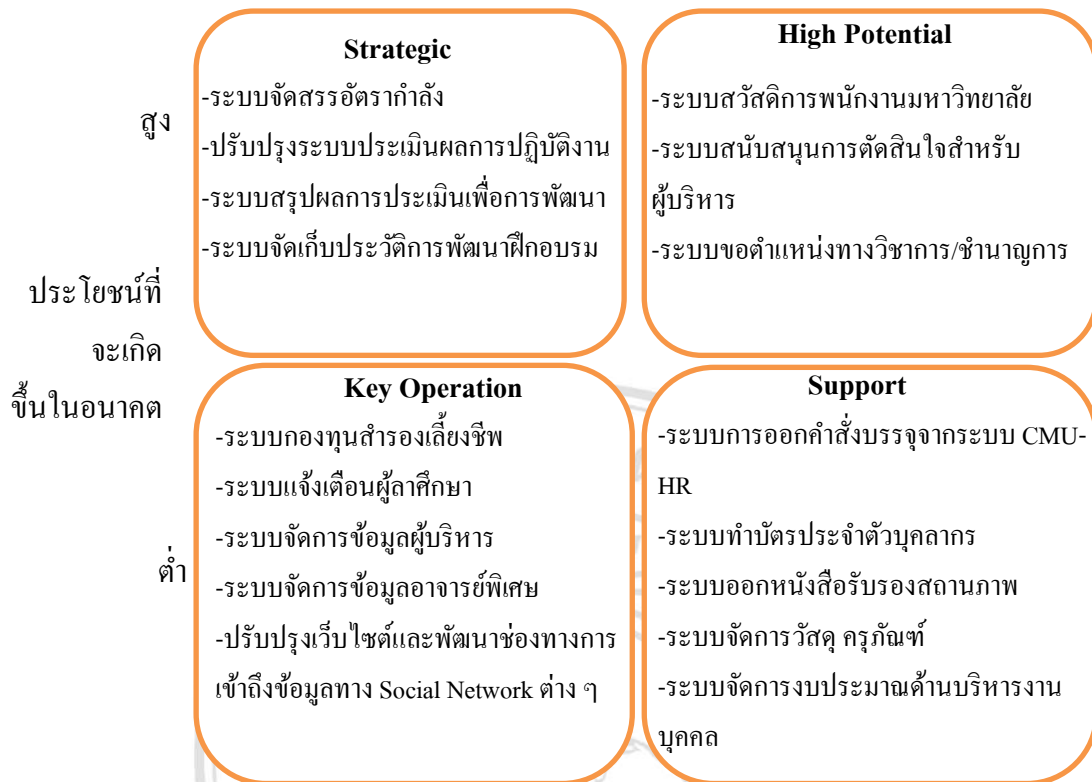 Strategic
-ระบบจัดสรรอัตรากำลัง
-ปรับปรุงระบบประเมินผลการปฏิบัติงาน
-ระบบสรุปผลการประเมินเพื่อการพัฒนา
-ระบบจัดเก็บประวัติการพัฒนาฝึกอบรม
High Potential
-ระบบสวัสดิการพนักงานมหาวิทยาลัย
-ระบบสนับสนุนการตัดสินใจสำหรับ
ผู้บริหาร
-ระบบขอตำแหน่งทางวิชาการ/ชำนาญการ
สูง
ประโยชน์ที่
จะเกิด
ขึ้นในอนาคต
ต่ำ
Key Operation
-ระบบกองทุนสำรองเลี้ยงชีพ
-ระบบแจ้งเตือนผู้ลาศึกษา
-ระบบจัดการข้อมูลผู้บริหาร
-ระบบจัดการข้อมูลอาจารย์พิเศษ
-ปรับปรุงเว็บไซต์และพัฒนาช่องทางการ
เข้าถึงข้อมูลทาง Social Network ต่าง ๆ
Support
-ระบบการออกคำสั่งบรรจุจากระบบ CMU-
HR
-ระบบทำบัตรประจำตัวบุคลากร
-ระบบออกหนังสือรับรองสถานภาพ
-ระบบจัดการวัสดุ ครุภัณฑ์
-ระบบจัดการงบประมาณด้านบริหารงาน
บุคคล